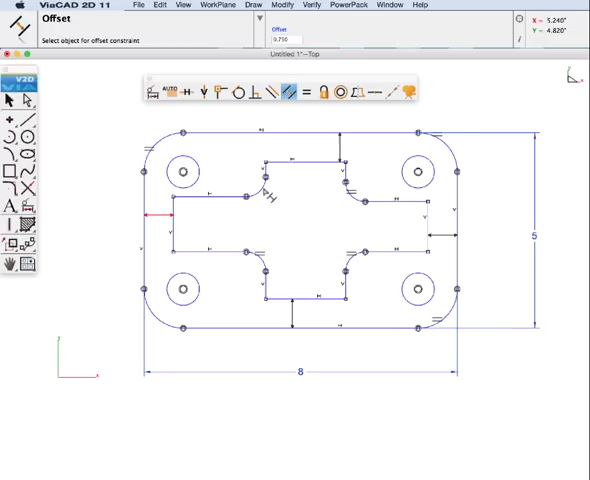 ViaCAD 2D 11 File Edit View WorkPlane Draw Modify Verify PowerPack Window Help
Offset
Select object for offset constraint
Offset
0.750
X = 5.240"
Y = 4.820"
Untitled 1"--Top
V2D
AUTO
A
5
8
y
x